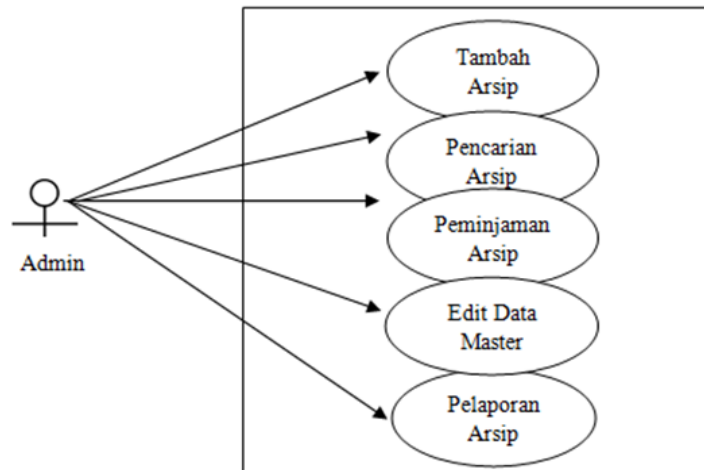 Tambah
Arsip
Pencarian
Arsip
Peminjaman
Arsip
Admin
Edit Data
Master
Pelaporan
Arsip